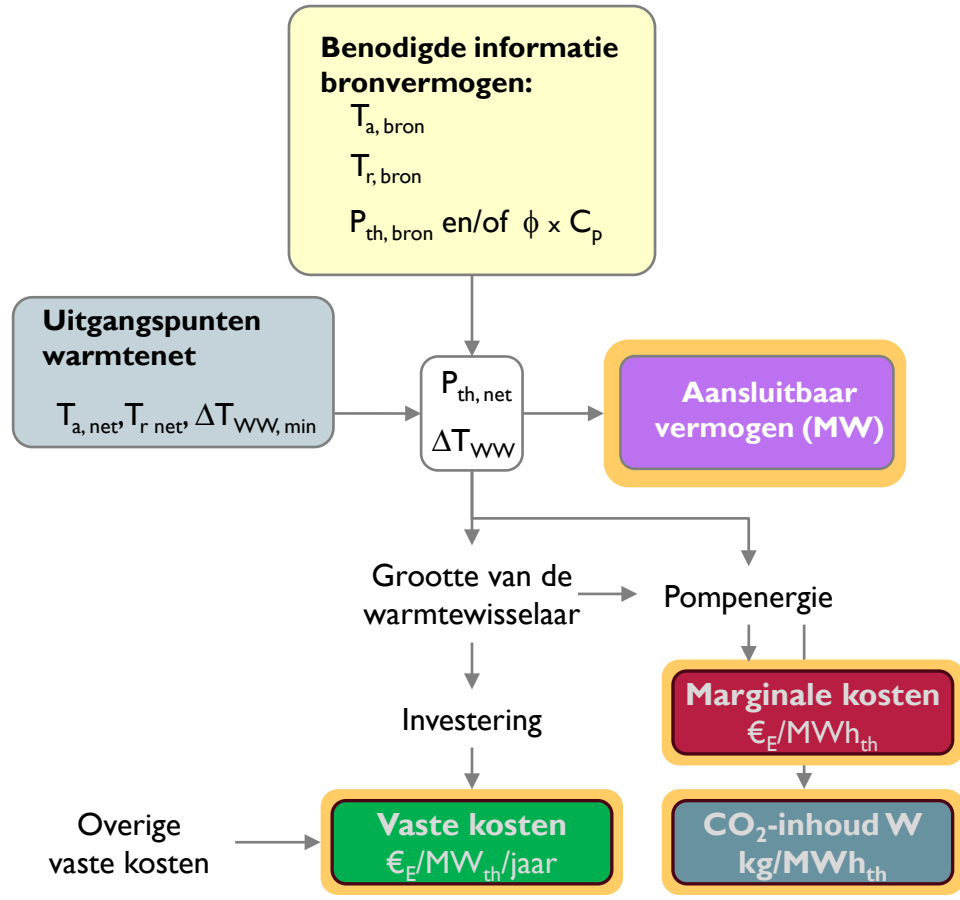 Benodigde informatie
bronvermogen:
Tₐ, bron
Tᵣ, bron
Pth, bron en/of ϕ x Cp
Uitgangspunten
warmtenet
Ta, net, Tr net, ΔTWW, min
Pth, net
ΔTWW
Aansluitbaar
vermogen (MW)
Grootte van de
warmtewisselaar
Pompenergie
Investering
Marginale kosten
€E/MWhth
Overige
vaste kosten
Vaste kosten
€E/MWth/jaar
CO₂-inhoud W
kg/MWhth